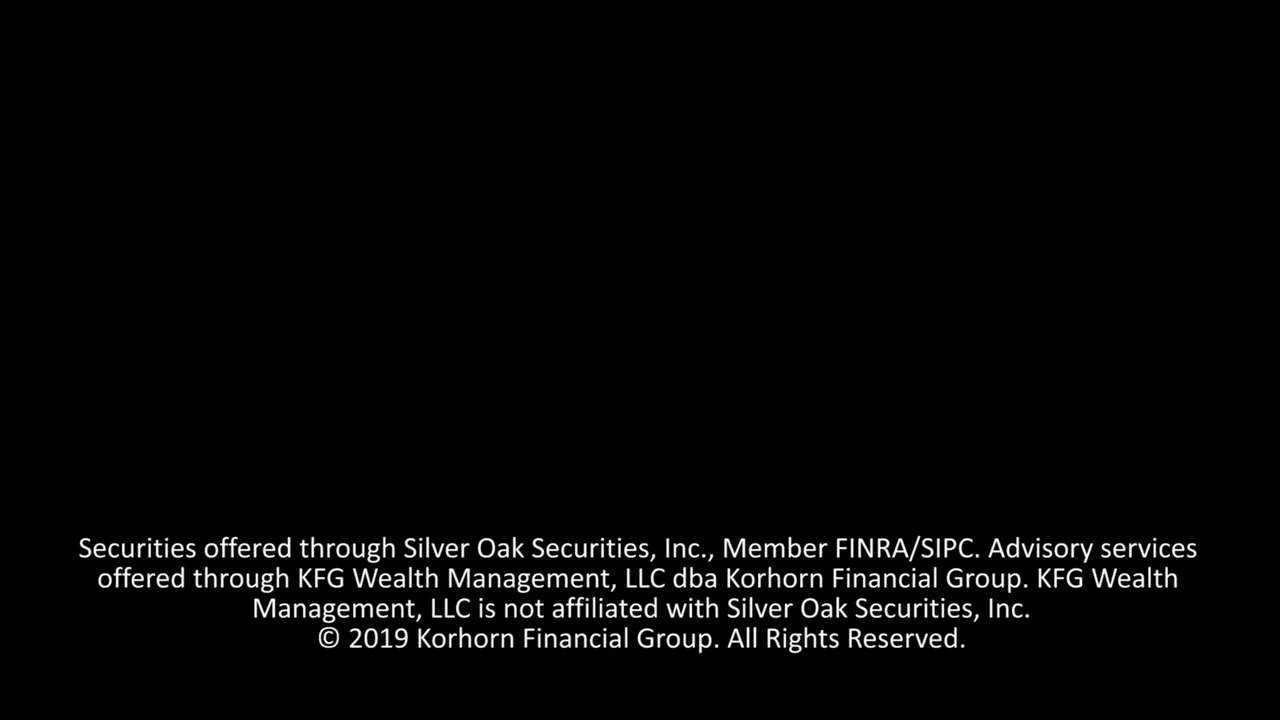 Securities offered through Silver Oak Securities, Inc., Member FINRA/SIPC. Advisory services
offered through KFG Wealth Management, LLC dba Korhorn Financial Group. KFG Wealth
Management, LLC is not affiliated with Silver Oak Securities, Inc.
© 2019 Korhorn Financial Group. All Rights Reserved.